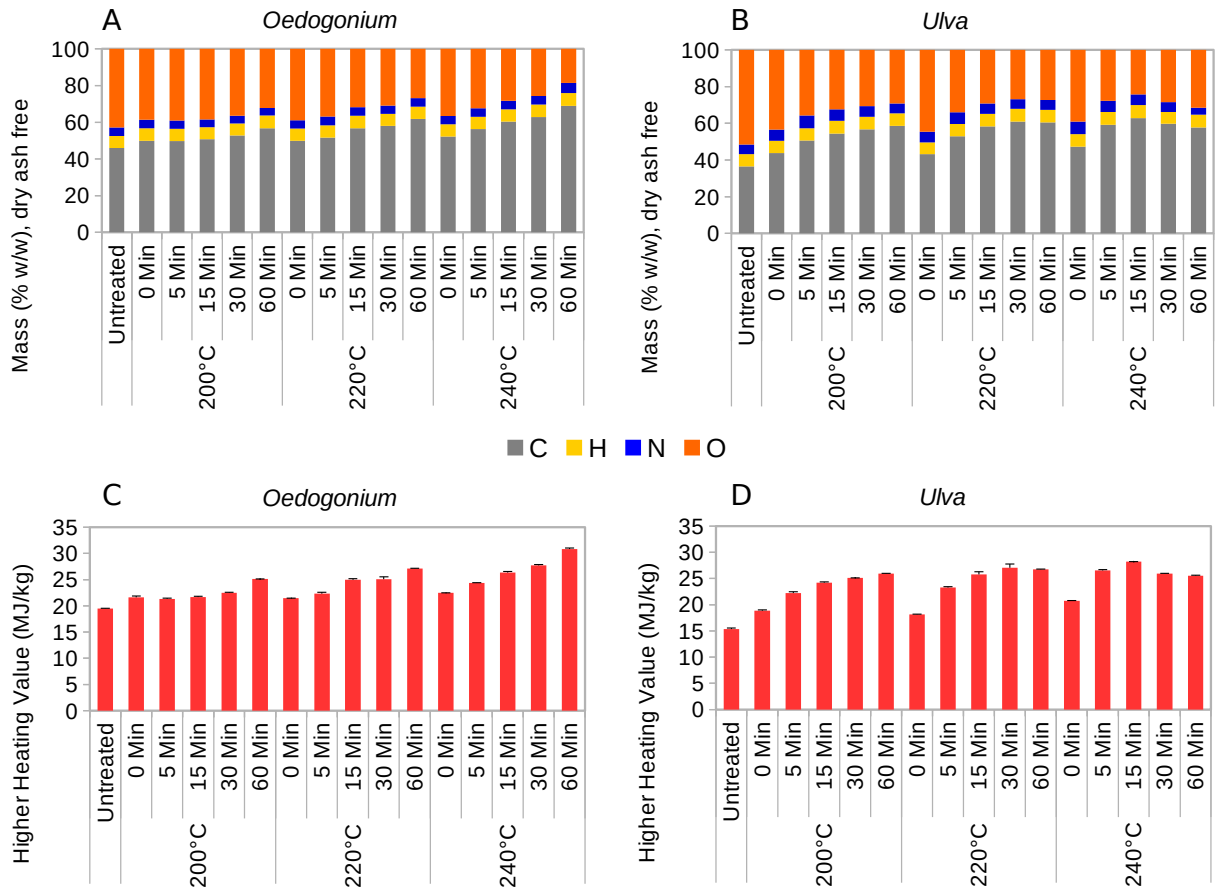 A
Oedogonium
Mass (% w/w), dry ash free
100
80
60
40
20
0
Untreated
0 Min
5 Min
15 Min
30 Min
60 Min
0 Min
5 Min
15 Min
30 Min
60 Min
0 Min
5 Min
15 Min
30 Min
60 Min
200°C
220°C
240°C
B
Ulva
Mass (% w/w), dry ash free
100
80
60
40
20
0
Untreated
0 Min
5 Min
15 Min
30 Min
60 Min
0 Min
5 Min
15 Min
30 Min
60 Min
0 Min
5 Min
15 Min
30 Min
60 Min
200°C
220°C
240°C
C H N O
C
Oedogonium
Higher Heating Value (MJ/kg)
35
30
25
20
15
10
5
0
Untreated
0 Min
5 Min
15 Min
30 Min
60 Min
0 Min
5 Min
15 Min
30 Min
60 Min
0 Min
5 Min
15 Min
30 Min
60 Min
200°C
220°C
240°C
D
Ulva
Higher Heating Value (MJ/kg)
35
30
25
20
15
10
5
0
Untreated
0 Min
5 Min
15 Min
30 Min
60 Min
0 Min
5 Min
15 Min
30 Min
60 Min
0 Min
5 Min
15 Min
30 Min
60 Min
200°C
220°C
240°C